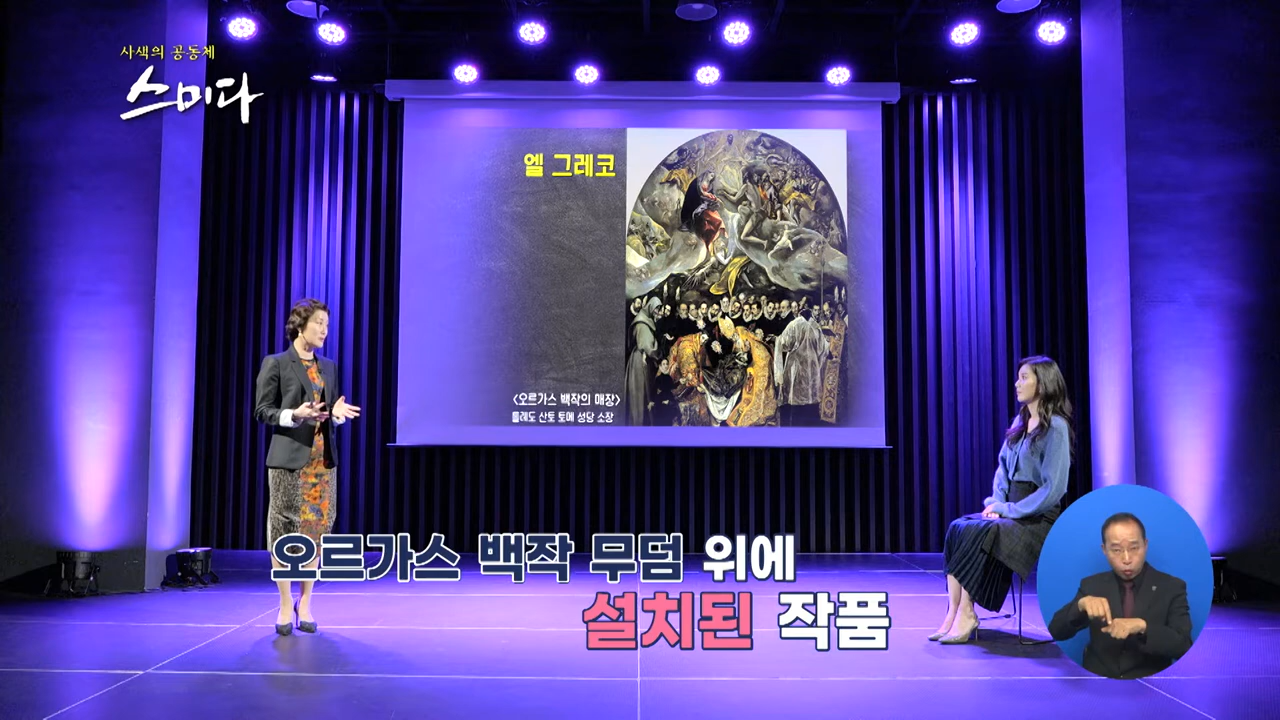 사색의 공동체
스미다
엘 그레코
<오르가스 백작의 매장>
톨레도 산토 토메 성당 소장
오르가스 백작 무덤 위에
설치된 작품